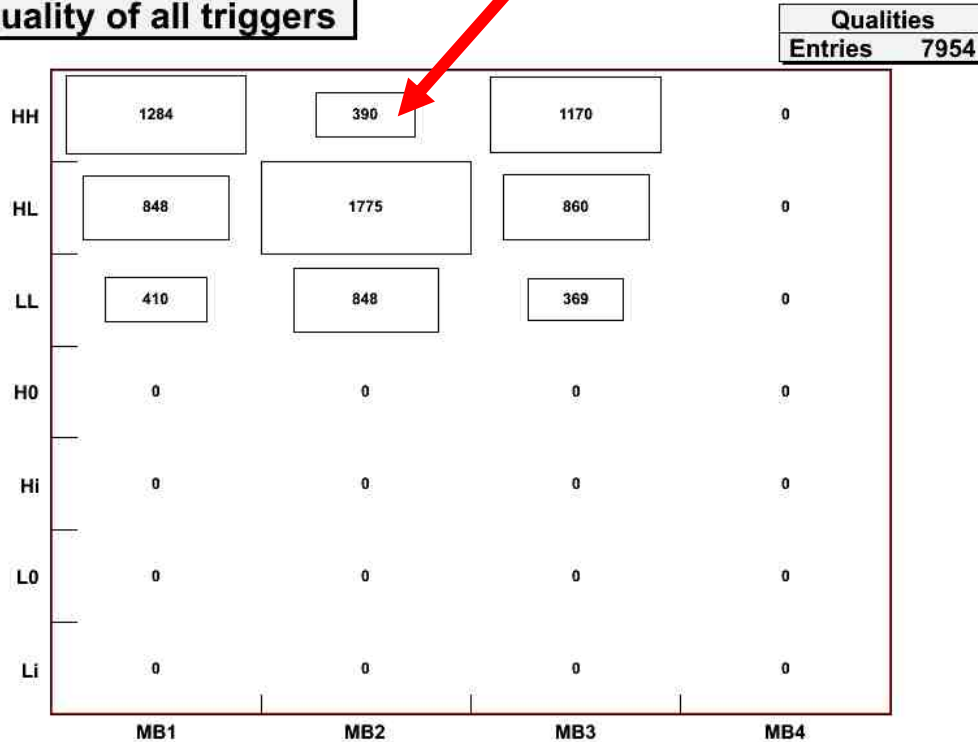 uality of all triggers
Qualities
Entries 7954
HH 1284 390 1170 0
HL 848 1775 860 0
LL 410 848 369 0
H0 0 0 0 0
Hi 0 0 0 0
L0 0 0 0 0
Li 0 0 0 0
MB1 MB2 MB3 MB4